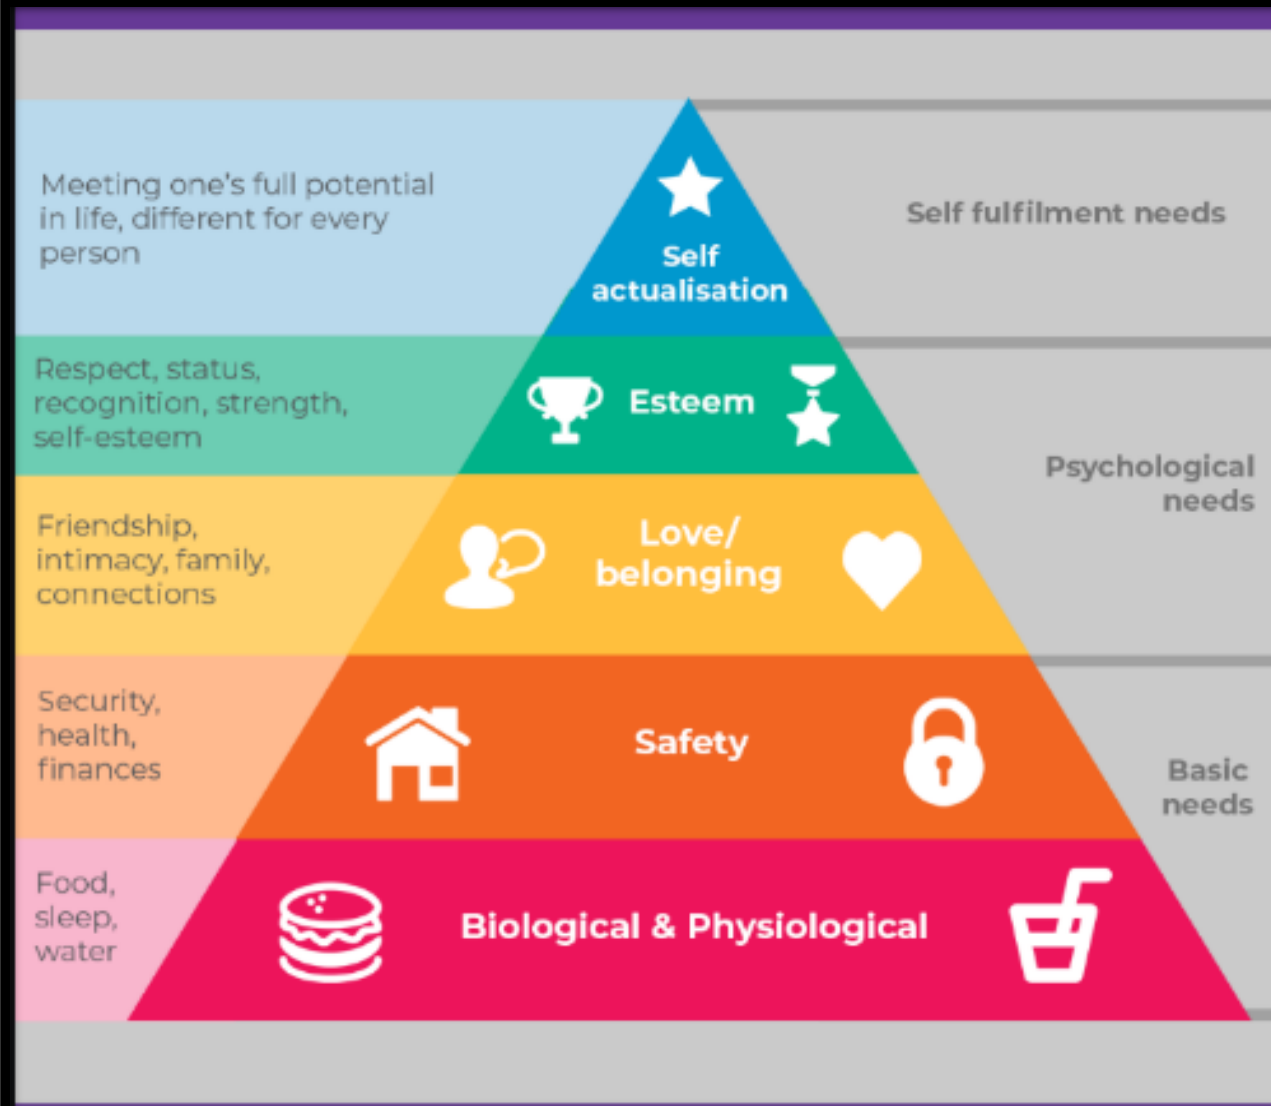 Meeting one's full potential
in life, different for every
person
Self
actualisation
Self fulfilment needs
Respect, status,
recognition, strength,
self-esteem
Esteem
Psychological
needs
Friendship,
intimacy, family,
connections
Love/
belonging
Security,
health,
finances
Safety
Basic
needs
Food,
sleep,
water
Biological & Physiological